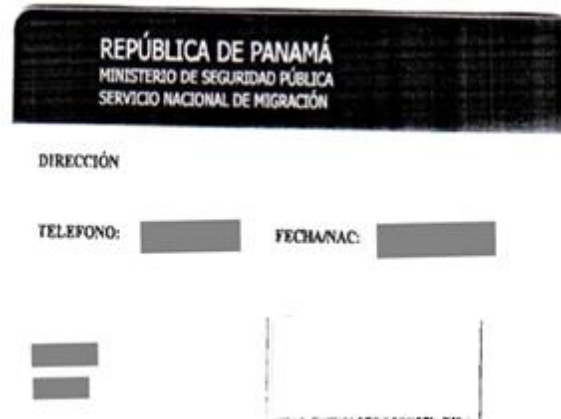 REPÚBLICA DE PANAMÁ
MINISTERIO DE SEGURIDAD PÚBLICA
SERVICIO NACIONAL DE MIGRACIÓN
DIRECCIÓN
TELEFONO: FECHA/NAC: